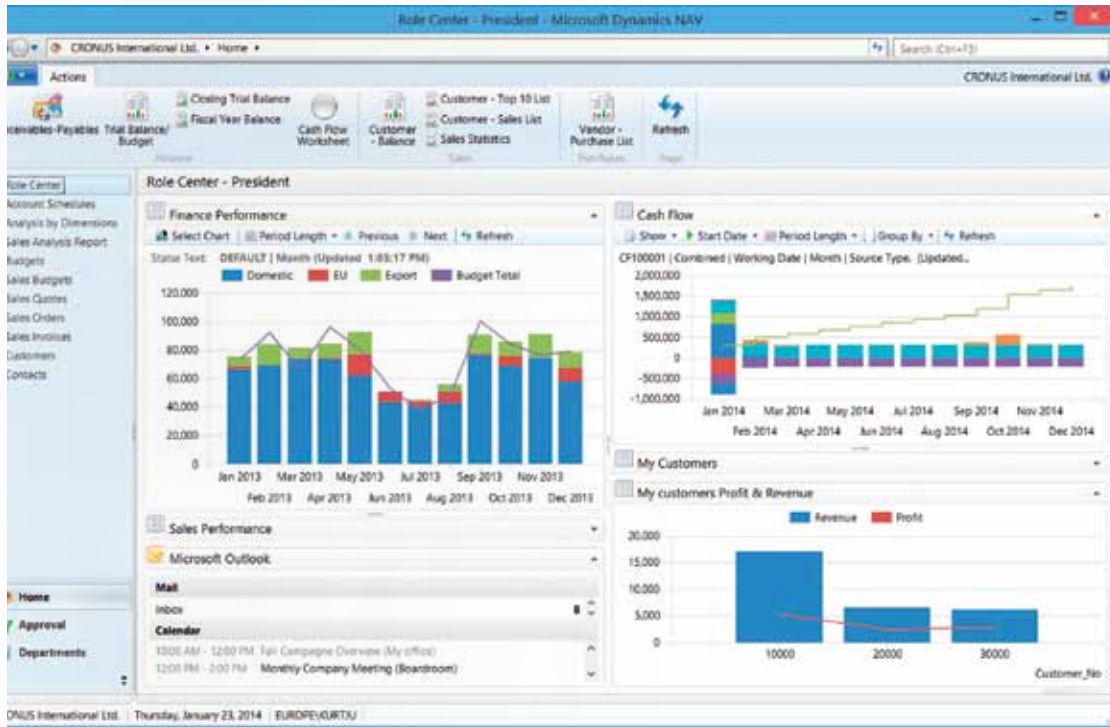 Role Center - President - Microsoft Dynamics NAV
CRONUS International Ltd. Home
Search (Ctrl+F3)
Actions
CRONUS International Ltd.
Closing Trial Balance
Fiscal Year Balance
Customer - Top 10 List
Customer - Sales List
Sales Statistics
Trial Balance/
Budget
Cash Flow
Worksheet
Customer
- Balance
Vendor -
Purchase List
Refresh
Sales
Role Center
Account Schedules
Analysis by Dimensions
Sales Analysis Report
Budgets
Sales Budgets
Sales Quotes
Sales Orders
Sales Invoices
Customers
Contacts
Home
Approval
Departments
Role Center - President
Finance Performance
Select Chart Period Length Previous Next Refresh
Status Text: DEFAULT | Month (Updated 1:03:17 PM)
Domestic EU Export Budget Total
120,000
100,000
80,000
60,000
40,000
20,000
0
Jan 2013 Mar 2013 May 2013 Jul 2013 Sep 2013 Nov 2013
Feb 2013 Apr 2013 Jun 2013 Aug 2013 Oct 2013 Dec 2013
Sales Performance
Microsoft Outlook
Mail
Inbox 8
Calendar
10:00 AM - 12:00 PM Fall Campagne Overview (My office)
12:00 PM - 2:00 PM Monthly Company Meeting (Boardroom)
Cash Flow
Show Start Date Period Length Group By Refresh
CF100001 | Combined | Working Date | Month | Source Type. (Updated..
2,000,000
1,500,000
1,000,000
500,000
0
-500,000
-1,000,000
Jan 2014 Mar 2014 May 2014 Jul 2014 Sep 2014 Nov 2014
Feb 2014 Apr 2014 Jun 2014 Aug 2014 Oct 2014 Dec 2014
My Customers
My customers Profit & Revenue
Revenue Profit
20,000
15,000
10,000
5,000
0
10000 20000 30000
Customer_No
Thursday, January 23, 2014